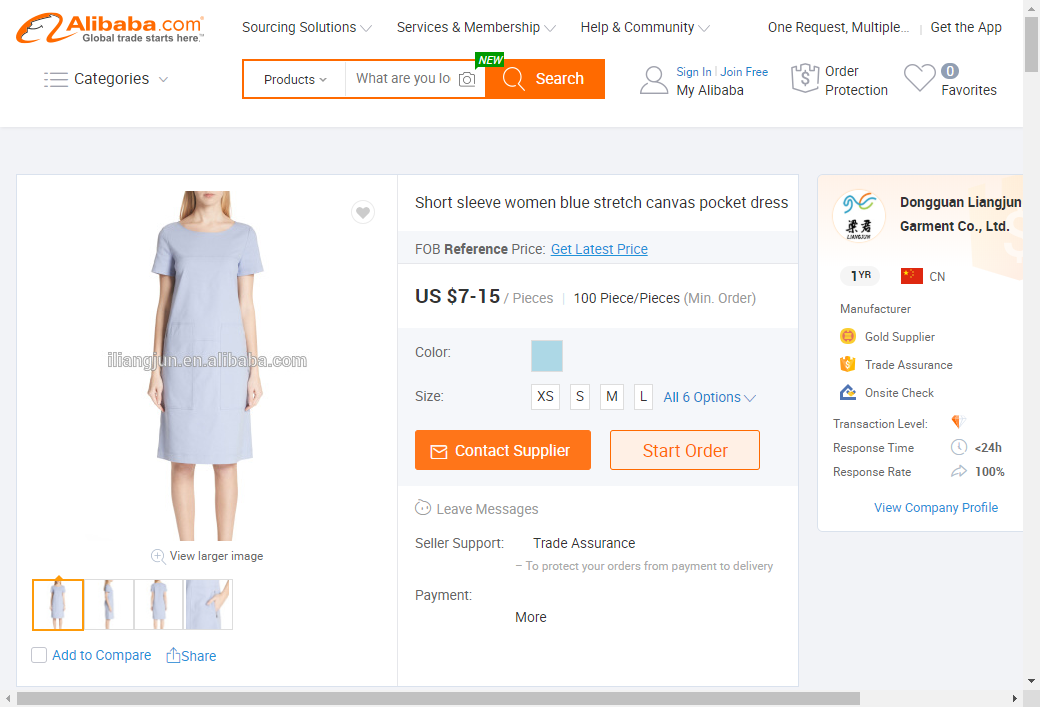 Alibaba.com
Global trade starts here.™
Sourcing Solutions
Services & Membership
Help & Community
One Request, Multiple...
Get the App
Categories
Products
What are you lo
NEW
Search
Sign In | Join Free
My Alibaba
Order
Protection
0
Favorites
iliangjun.en.alibaba.com
View larger image
Add to Compare
Share
Short sleeve women blue stretch canvas pocket dress
FOB Reference Price: Get Latest Price
US $7-15 / Pieces | 100 Piece/Pieces (Min. Order)
Color:
Size: XS S M L All 6 Options
Contact Supplier
Start Order
Leave Messages
Seller Support: Trade Assurance
– To protect your orders from payment to delivery
Payment:
More
梁君
LIANGJUN
Dongguan Liangjun
Garment Co., Ltd.
1 YR
CN
Manufacturer
Gold Supplier
Trade Assurance
Onsite Check
Transaction Level:
Response Time <24h
Response Rate 100%
View Company Profile